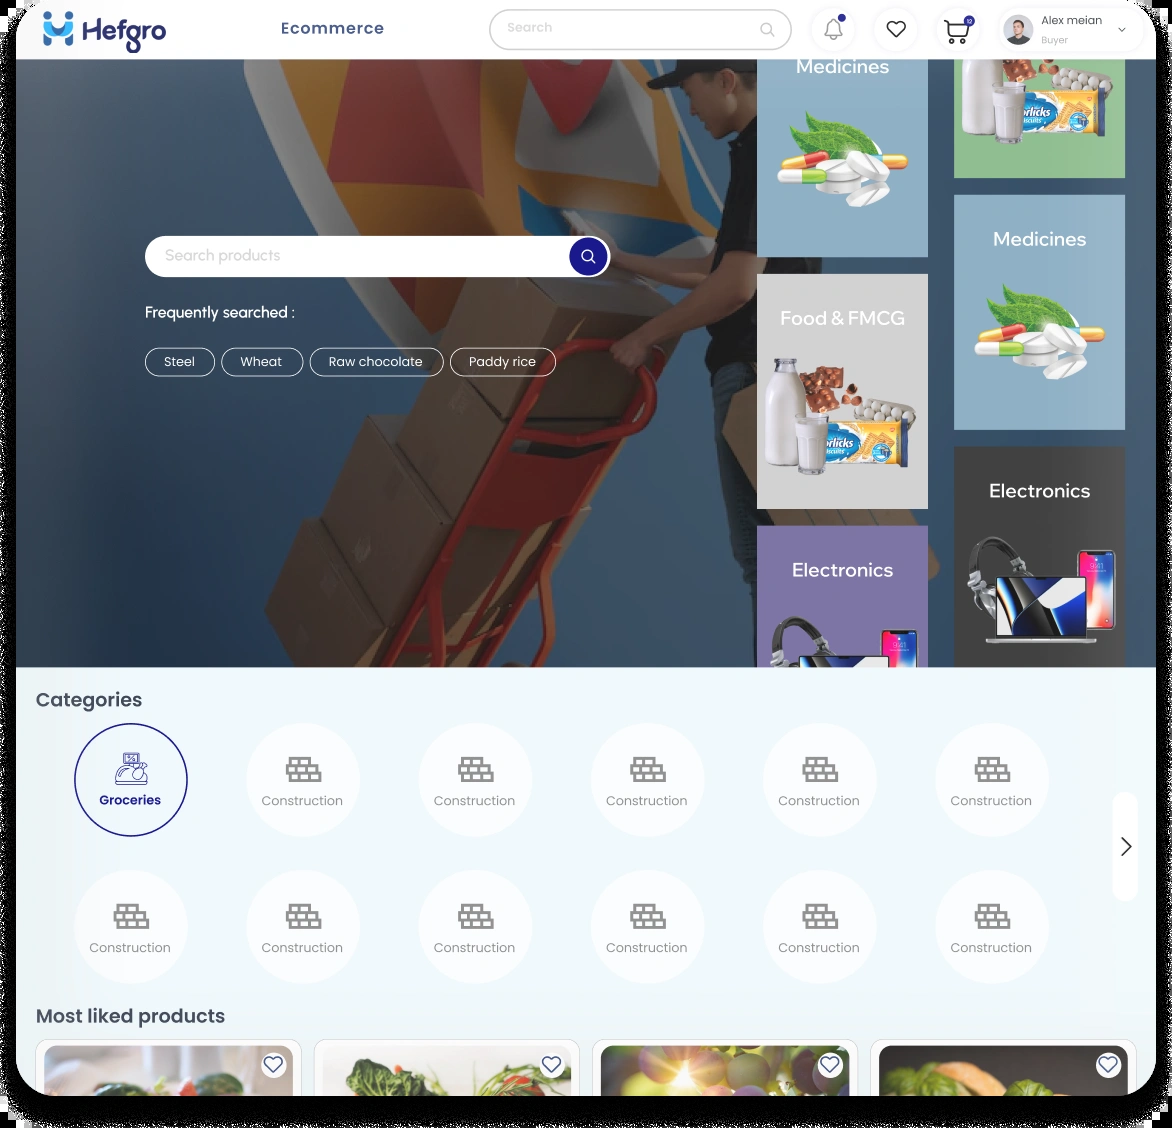 Hefgro
Ecommerce
Search
12
Alex meian
Buyer
Medicines
Search products
Frequently searched :
Steel
Wheat
Raw chocolate
Paddy rice
Food & FMCG
Medicines
Electronics
Electronics
9:41
Categories
Groceries
Construction
Construction
Construction
Construction
Construction
Construction
Construction
Construction
Construction
Construction
Construction
Most liked products